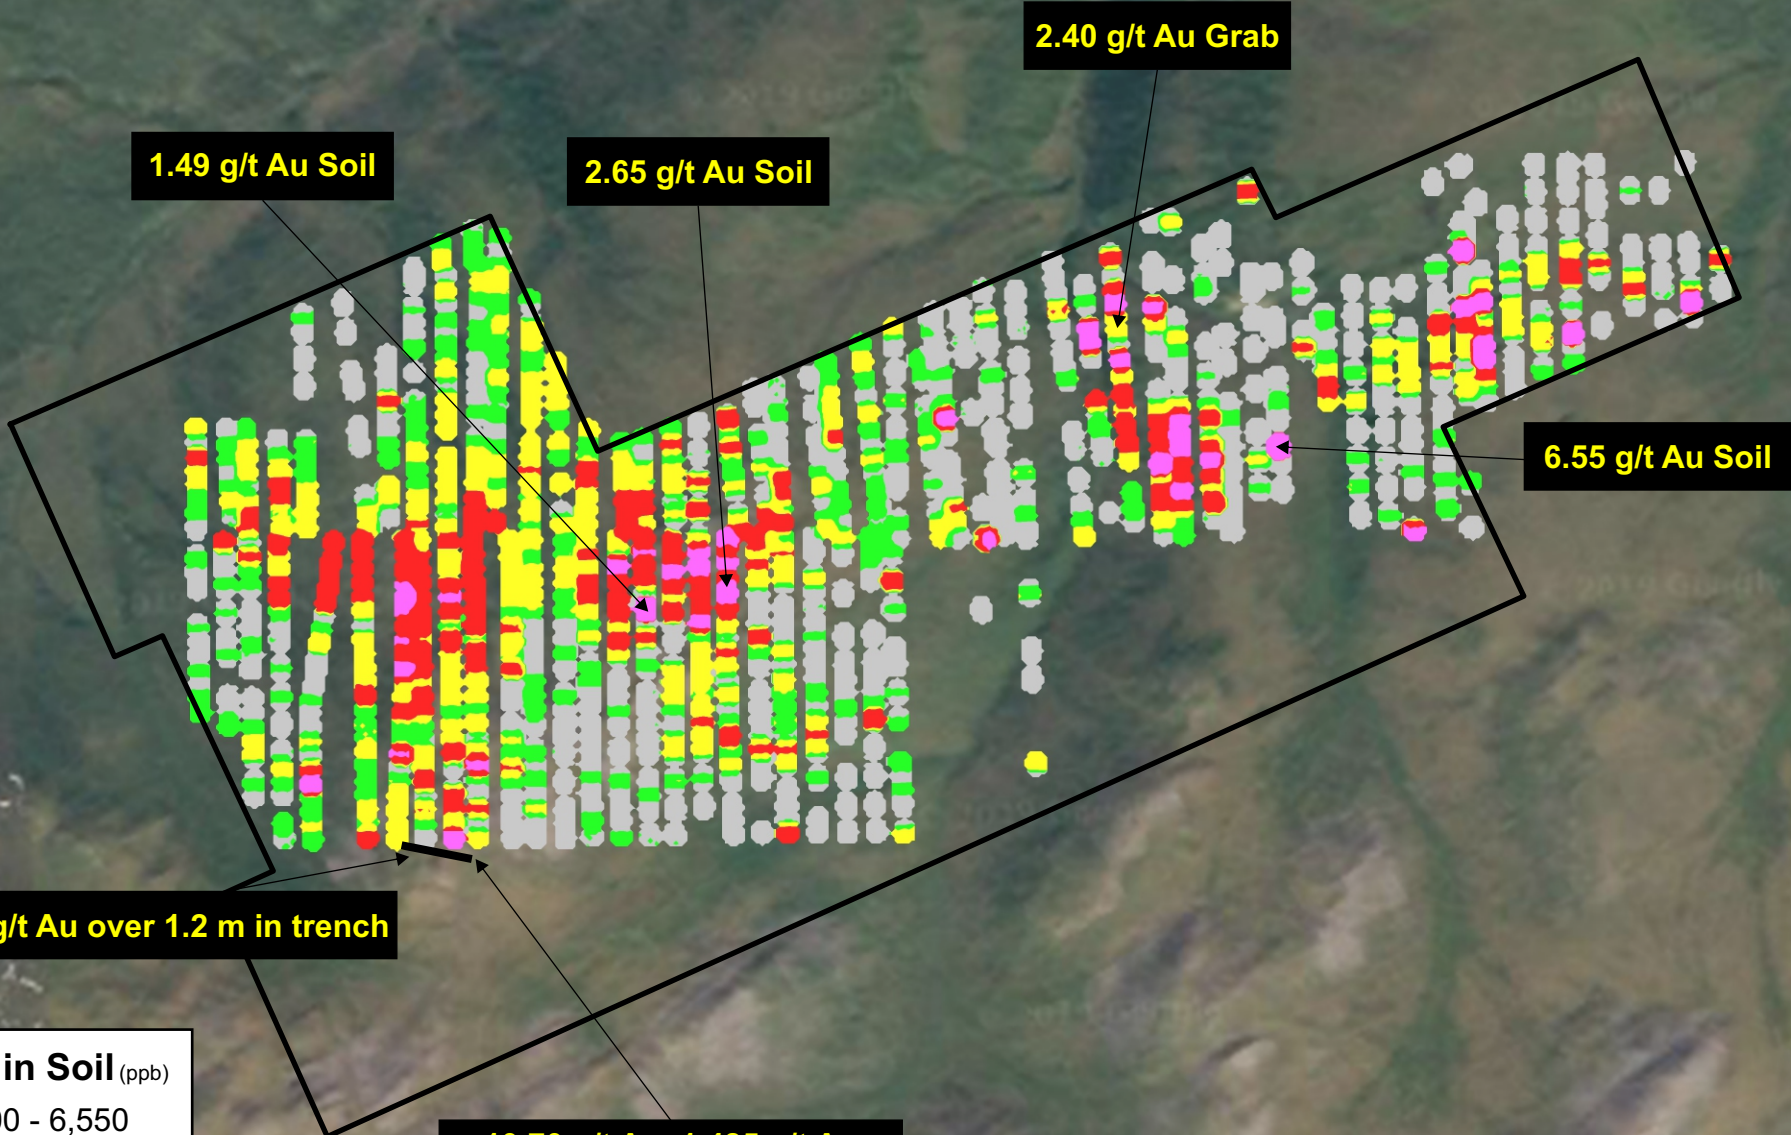 2.40 g/t Au Grab
1.49 g/t Au Soil
2.65 g/t Au Soil
6.55 g/t Au Soil
g/t Au over 1.2 m in trench
in Soil (ppb)
00 - 6,550